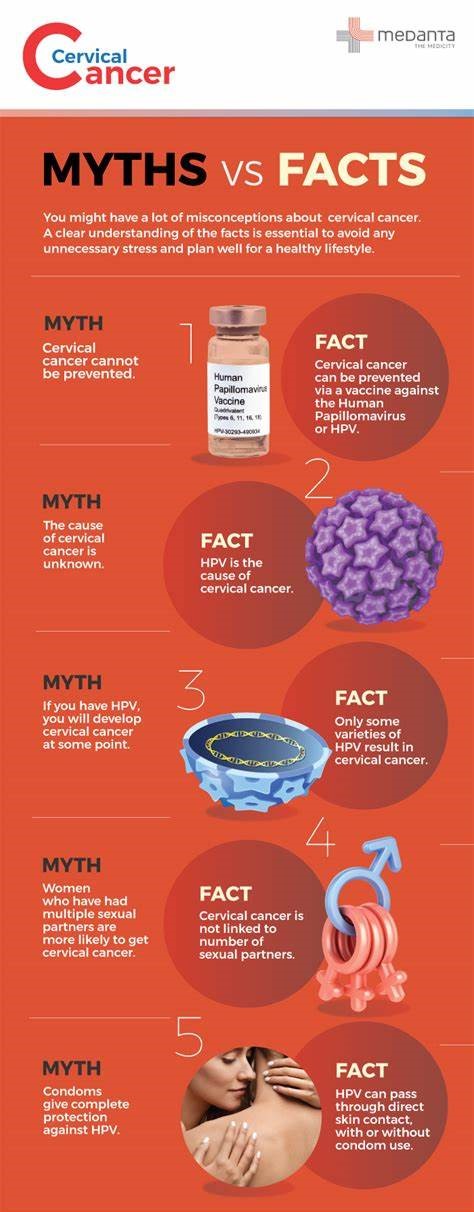 Cervical
Cancer
medanta
THE MEDICITY
MYTHS VS FACTS
You might have a lot of misconceptions about cervical cancer.
A clear understanding of the facts is essential to avoid any
unnecessary stress and plan well for a healthy lifestyle.
1
MYTH
Cervical
cancer cannot
be prevented.
Human
Papillomavirus
Vaccine
Quadrivalent
(Types 6, 11, 16, 18)
HPV-30293-490934
FACT
Cervical cancer
can be prevented
via a vaccine against
the Human
Papillomavirus
or HPV.
2
MYTH
The cause
of cervical
cancer is
unknown.
FACT
HPV is the
cause of
cervical cancer.
3
MYTH
If you have HPV,
you will develop
cervical cancer
at some point.
FACT
Only some
varieties of
HPV result in
cervical cancer.
4
MYTH
Women
who have had
multiple sexual
partners are
more likely to get
cervical cancer.
FACT
Cervical cancer is
not linked to
number of
sexual partners.
5
MYTH
Condoms
give complete
protection
against HPV.
FACT
HPV can pass
through direct
skin contact,
with or without
condom use.